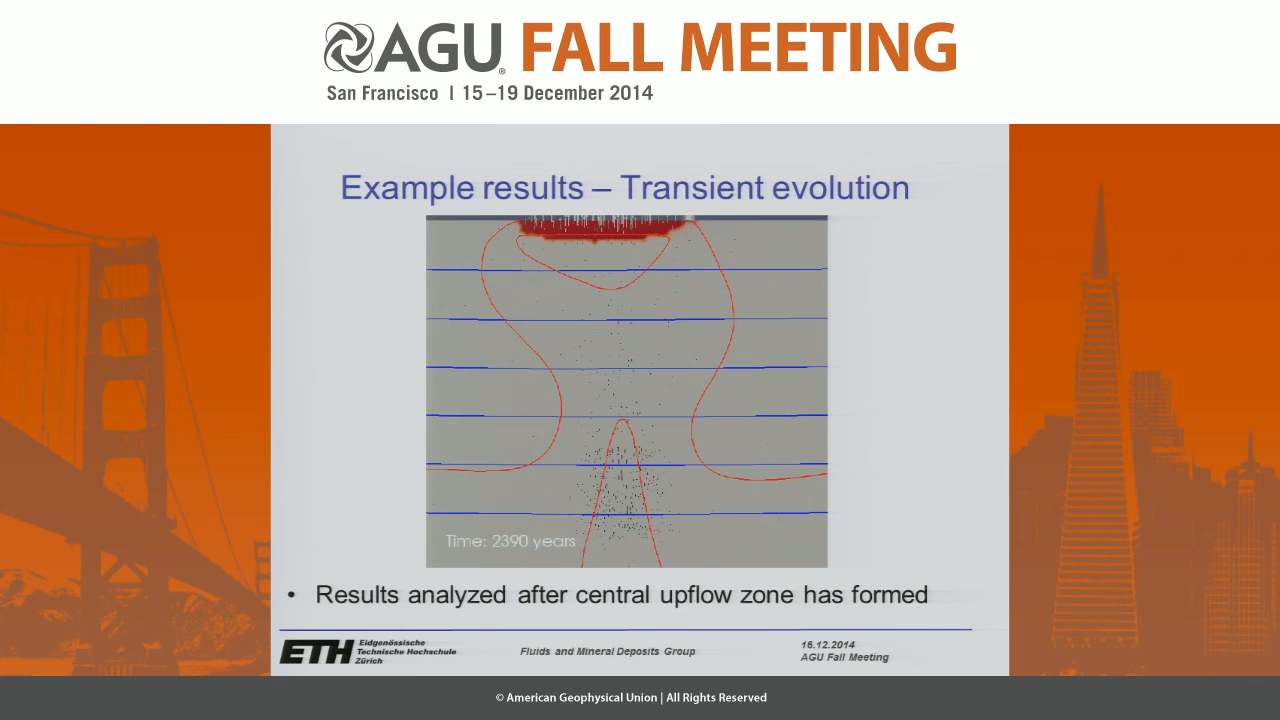 AGU® FALL MEETING
San Francisco | 15–19 December 2014
Example results – Transient evolution
Time: 2390 years
• Results analyzed after central upflow zone has formed
ETH Eidgenössische
Technische Hochschule
Zürich
Fluids and Mineral Deposits Group
16.12.2014
AGU Fall Meeting
© American Geophysical Union | All Rights Reserved